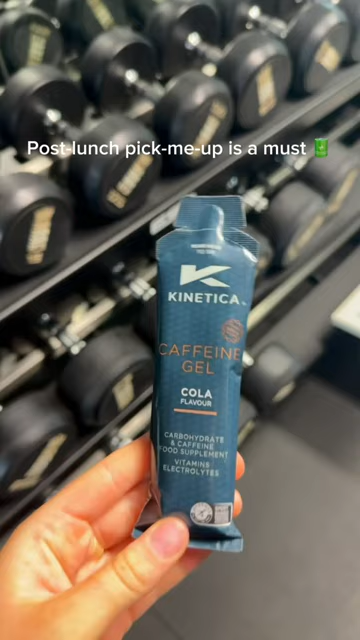 Post-lunch pick-me-up is a must 🔋
KINETICA
CAFFEINE
GEL
COLA
FLAVOUR
CARBOHYDRATE
& CAFFEINE
FOOD SUPPLEMENT
VITAMINS
ELECTROLYTES